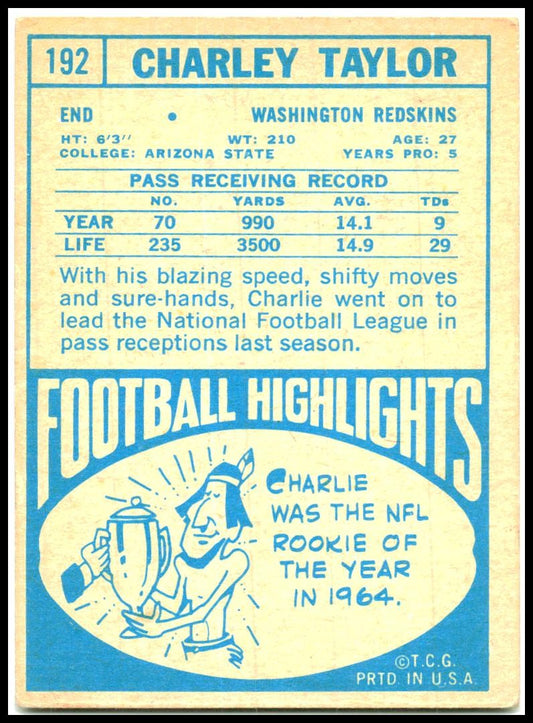 192 CHARLEY TAYLOR
END • WASHINGTON REDSKINS
HT: 6'3" WT: 210 AGE: 27
COLLEGE: ARIZONA STATE YEARS PRO: 5
PASS RECEIVING RECORD
NO. YARDS AVG. TDs
YEAR 70 990 14.1 9
LIFE 235 3500 14.9 29
With his blazing speed, shifty moves
and sure-hands, Charlie went on to
lead the National Football League in
pass receptions last season.
FOOTBALL HIGHLIGHTS
CHARLIE
WAS THE NFL
ROOKIE OF
THE YEAR
IN 1964.
©T.C.G.
PRTD. IN U.S.A.